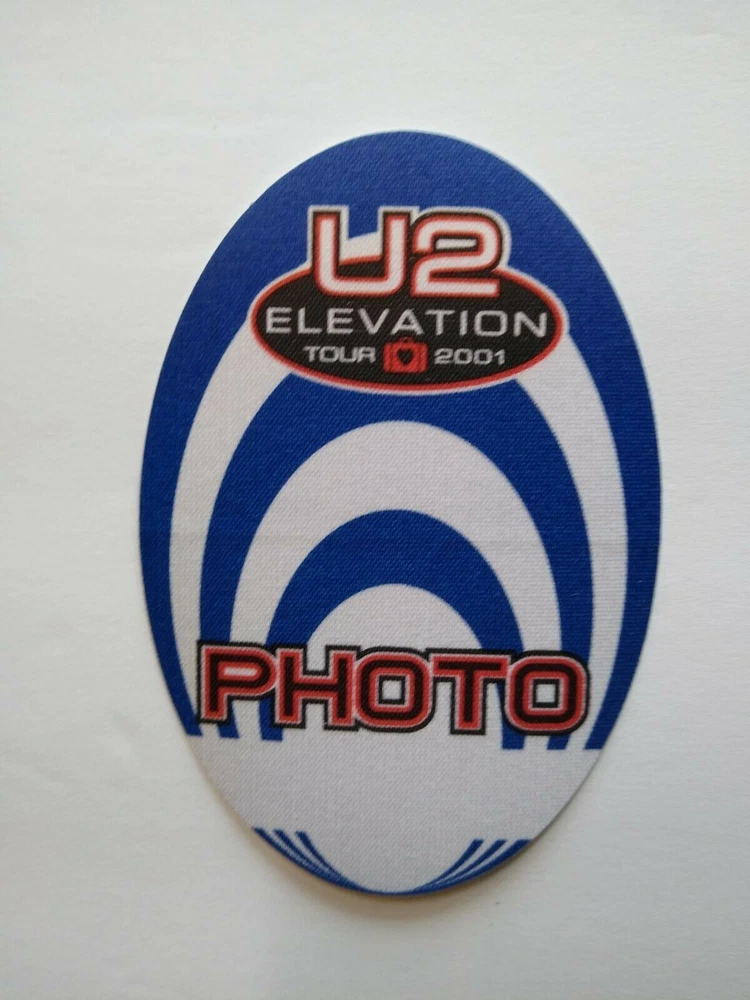 U2
ELEVATION
TOUR 2001
PHOTO